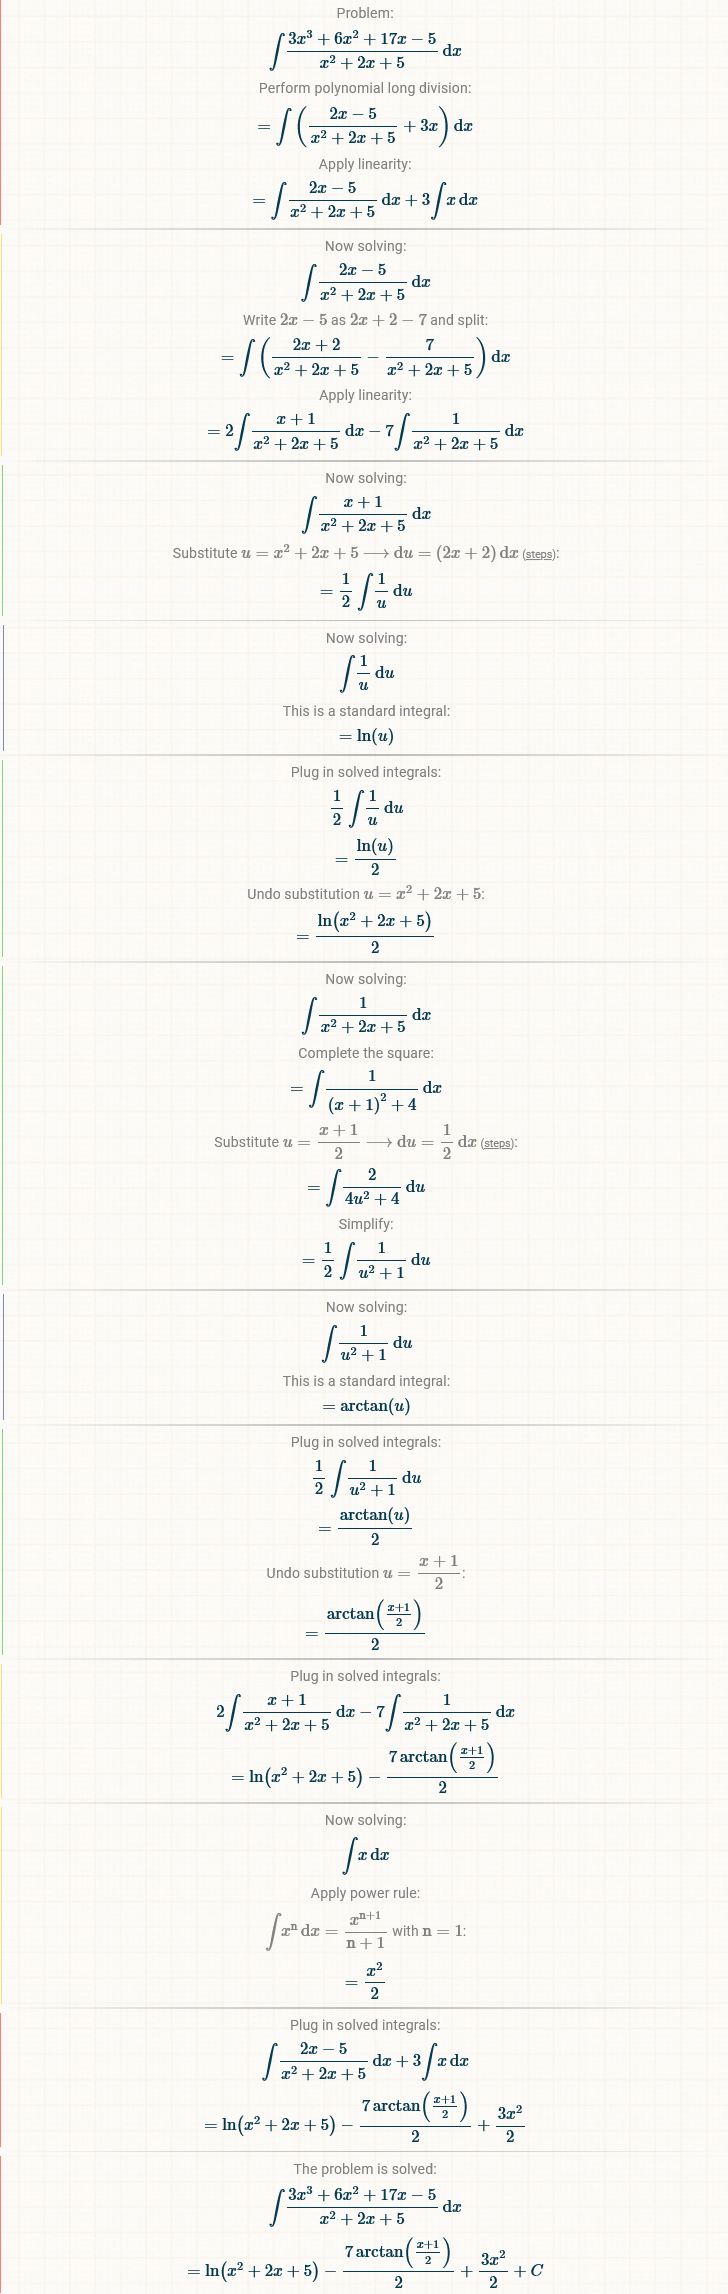 Problem:
∫ (3x³ + 6x² + 17x − 5)/(x² + 2x + 5) dx
Perform polynomial long division:
= ∫ ((2x − 5)/(x² + 2x + 5) + 3x) dx
Apply linearity:
= ∫ (2x − 5)/(x² + 2x + 5) dx + 3 ∫ x dx
Now solving:
∫ (2x − 5)/(x² + 2x + 5) dx
Write 2x − 5 as 2x + 2 − 7 and split:
= ∫ ((2x + 2)/(x² + 2x + 5) − 7/(x² + 2x + 5)) dx
Apply linearity:
= 2 ∫ (x + 1)/(x² + 2x + 5) dx − 7 ∫ 1/(x² + 2x + 5) dx
Now solving:
∫ (x + 1)/(x² + 2x + 5) dx
Substitute u = x² + 2x + 5 ⟶ du = (2x + 2) dx (steps):
= 1/2 ∫ 1/u du
Now solving:
∫ 1/u du
This is a standard integral:
= ln(u)
Plug in solved integrals:
1/2 ∫ 1/u du
= ln(u)/2
Undo substitution u = x² + 2x + 5:
= ln(x² + 2x + 5)/2
Now solving:
∫ 1/(x² + 2x + 5) dx
Complete the square:
= ∫ 1/((x + 1)² + 4) dx
Substitute u = (x + 1)/2 ⟶ du = 1/2 dx (steps):
= ∫ 2/(4u² + 4) du
Simplify:
= 1/2 ∫ 1/(u² + 1) du
Now solving:
∫ 1/(u² + 1) du
This is a standard integral:
= arctan(u)
Plug in solved integrals:
1/2 ∫ 1/(u² + 1) du
= arctan(u)/2
Undo substitution u = (x + 1)/2:
= arctan((x+1)/2)/2
Plug in solved integrals:
2 ∫ (x + 1)/(x² + 2x + 5) dx − 7 ∫ 1/(x² + 2x + 5) dx
= ln(x² + 2x + 5) − 7 arctan((x+1)/2)/2
Now solving:
∫ x dx
Apply power rule:
∫ xⁿ dx = xⁿ⁺¹/(n + 1) with n = 1:
= x²/2
Plug in solved integrals:
∫ (2x − 5)/(x² + 2x + 5) dx + 3 ∫ x dx
= ln(x² + 2x + 5) − 7 arctan((x+1)/2)/2 + 3x²/2
The problem is solved:
∫ (3x³ + 6x² + 17x − 5)/(x² + 2x + 5) dx
= ln(x² + 2x + 5) − 7 arctan((x+1)/2)/2 + 3x²/2 + C